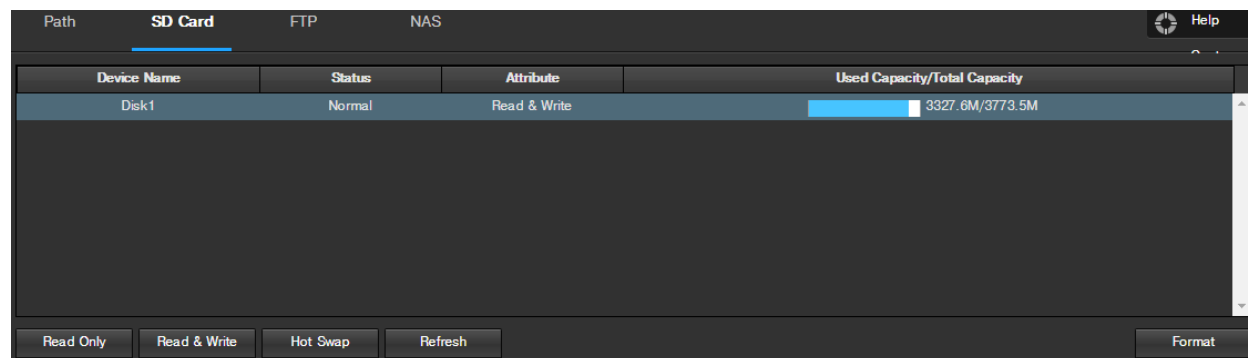 Path SD Card FTP NAS Help
Device Name Status Attribute Used Capacity/Total Capacity
Disk1 Normal Read & Write 3327.6M/3773.5M
Read Only Read & Write Hot Swap Refresh Format